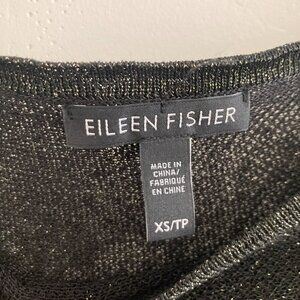 EILEEN FISHER
MADE IN
CHINA/
FABRIQUÉ
EN CHINE
XS/TP